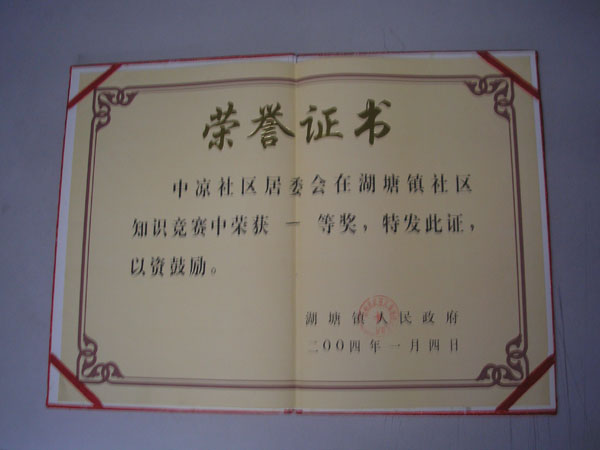 荣誉证书
中凉社区居委会在湖塘镇社区
知识竞赛中荣获 一 等奖，特发此证，
以资鼓励。
湖塘镇人民政府
二〇〇四年一月四日